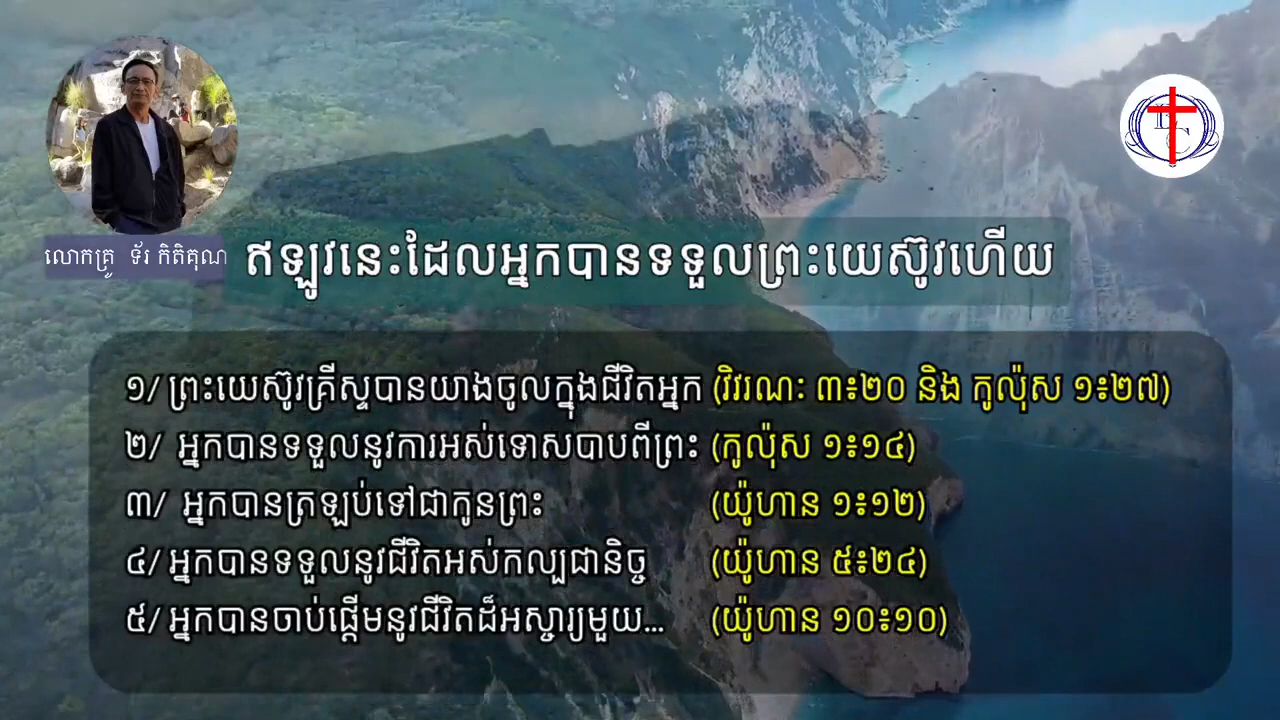 លោកគ្រូ ទ័រ កិតិគុណ
ឥឡូវនេះដែលអ្នកបានទទួលព្រះយេស៊ូវហើយ
១/ ព្រះយេស៊ូវគ្រីស្ទបានយាងចូលក្នុងជីវិតអ្នក (វិវរណៈ ៣៖២០ និង កូល៉ុស ១៖២៧)
២/ អ្នកបានទទួលនូវការអស់ទោសបាបពីព្រះ (កូល៉ុស ១៖១៤)
៣/ អ្នកបានត្រឡប់ទៅជាកូនព្រះ (យ៉ូហាន ១៖១២)
៤/ អ្នកបានទទួលនូវជីវិតអស់កល្បជានិច្ច (យ៉ូហាន ៥៖២៤)
៥/ អ្នកបានចាប់ផ្ដើមនូវជីវិតដ៏អស្ចារ្យមួយ... (យ៉ូហាន ១០៖១០)